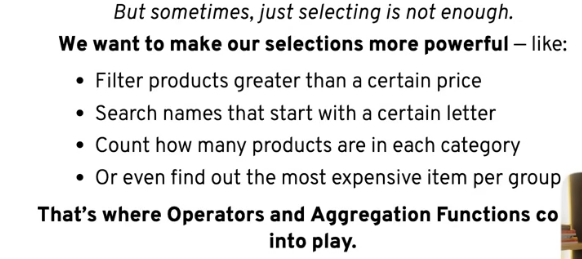 But sometimes, just selecting is not enough.
We want to make our selections more powerful – like:
• Filter products greater than a certain price
• Search names that start with a certain letter
• Count how many products are in each category
• Or even find out the most expensive item per group
That's where Operators and Aggregation Functions co
into play.